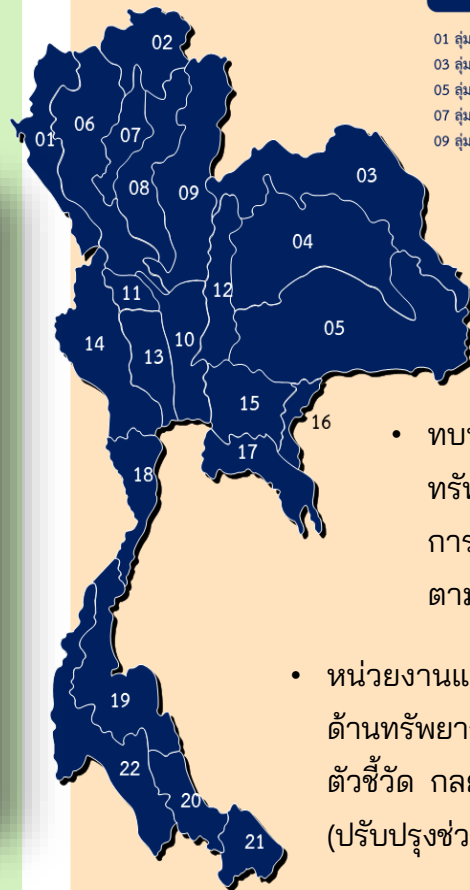 01 ลุ่ม
03 ลุ่ม
05 ลุ่ม
07 ลุ่ม
09 ลุ่ม
02
06
01
07
03
08
09
04
12
11
05
10
14
13
15
16
17
18
19
22
20
21
• ทบท
ทรัพ
การ
ตาม
• หน่วยงานแ
ด้านทรัพยา
ตัวชี้วัด กลย
(ปรับปรุงช่ว